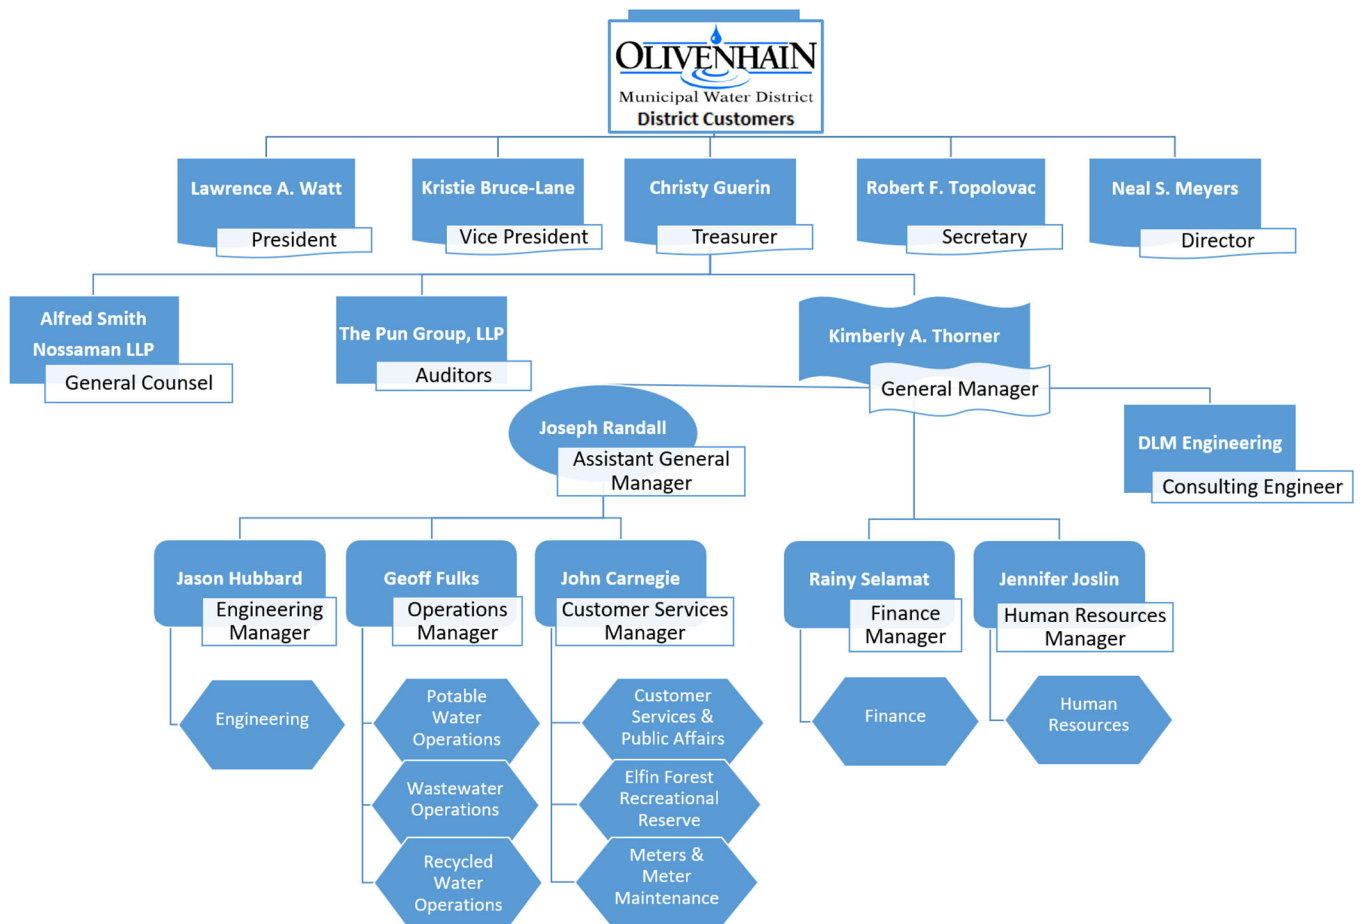 OLIVENHAIN
Municipal Water District
District Customers
Lawrence A. Watt
President
Kristie Bruce-Lane
Vice President
Christy Guerin
Treasurer
Robert F. Topolovac
Secretary
Neal S. Meyers
Director
Alfred Smith
Nossaman LLP
General Counsel
The Pun Group, LLP
Auditors
Kimberly A. Thorner
General Manager
Joseph Randall
Assistant General
Manager
DLM Engineering
Consulting Engineer
Jason Hubbard
Engineering
Manager
Geoff Fulks
Operations
Manager
John Carnegie
Customer Services
Manager
Rainy Selamat
Finance
Manager
Jennifer Joslin
Human Resources
Manager
Engineering
Potable
Water
Operations
Wastewater
Operations
Recycled
Water
Operations
Customer
Services &
Public Affairs
Elfin Forest
Recreational
Reserve
Meters &
Meter
Maintenance
Finance
Human
Resources